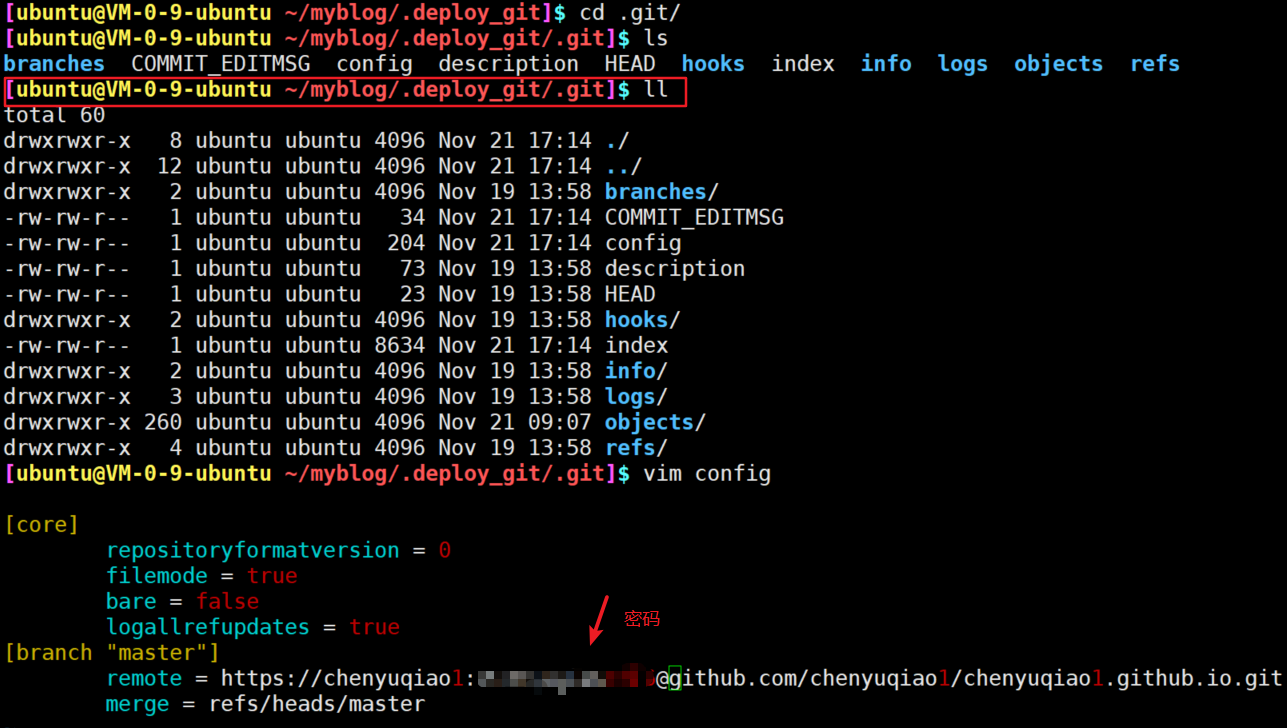 [ubuntu@VM-0-9-ubuntu ~/myblog/.deploy_git]$ cd .git/
[ubuntu@VM-0-9-ubuntu ~/myblog/.deploy_git/.git]$ ls
branches  COMMIT_EDITMSG  config  description  HEAD  hooks  index  info  logs  objects  refs
[ubuntu@VM-0-9-ubuntu ~/myblog/.deploy_git/.git]$ ll
total 60
drwxrwxr-x   8 ubuntu ubuntu 4096 Nov 21 17:14 ./
drwxrwxr-x  12 ubuntu ubuntu 4096 Nov 21 17:14 ../
drwxrwxr-x   2 ubuntu ubuntu 4096 Nov 19 13:58 branches/
-rw-rw-r--   1 ubuntu ubuntu   34 Nov 21 17:14 COMMIT_EDITMSG
-rw-rw-r--   1 ubuntu ubuntu  204 Nov 21 17:14 config
-rw-rw-r--   1 ubuntu ubuntu   73 Nov 19 13:58 description
-rw-rw-r--   1 ubuntu ubuntu   23 Nov 19 13:58 HEAD
drwxrwxr-x   2 ubuntu ubuntu 4096 Nov 19 13:58 hooks/
-rw-rw-r--   1 ubuntu ubuntu 8634 Nov 21 17:14 index
drwxrwxr-x   2 ubuntu ubuntu 4096 Nov 19 13:58 info/
drwxrwxr-x   3 ubuntu ubuntu 4096 Nov 19 13:58 logs/
drwxrwxr-x 260 ubuntu ubuntu 4096 Nov 21 09:07 objects/
drwxrwxr-x   4 ubuntu ubuntu 4096 Nov 19 13:58 refs/
[ubuntu@VM-0-9-ubuntu ~/myblog/.deploy_git/.git]$ vim config
[core]
repositoryformatversion = 0
filemode = true
bare = false
logallrefupdates = true
密码
[branch "master"]
remote = https://chenyuqiao1:@github.com/chenyuqiao1/chenyuqiao1.github.io.git
merge = refs/heads/master